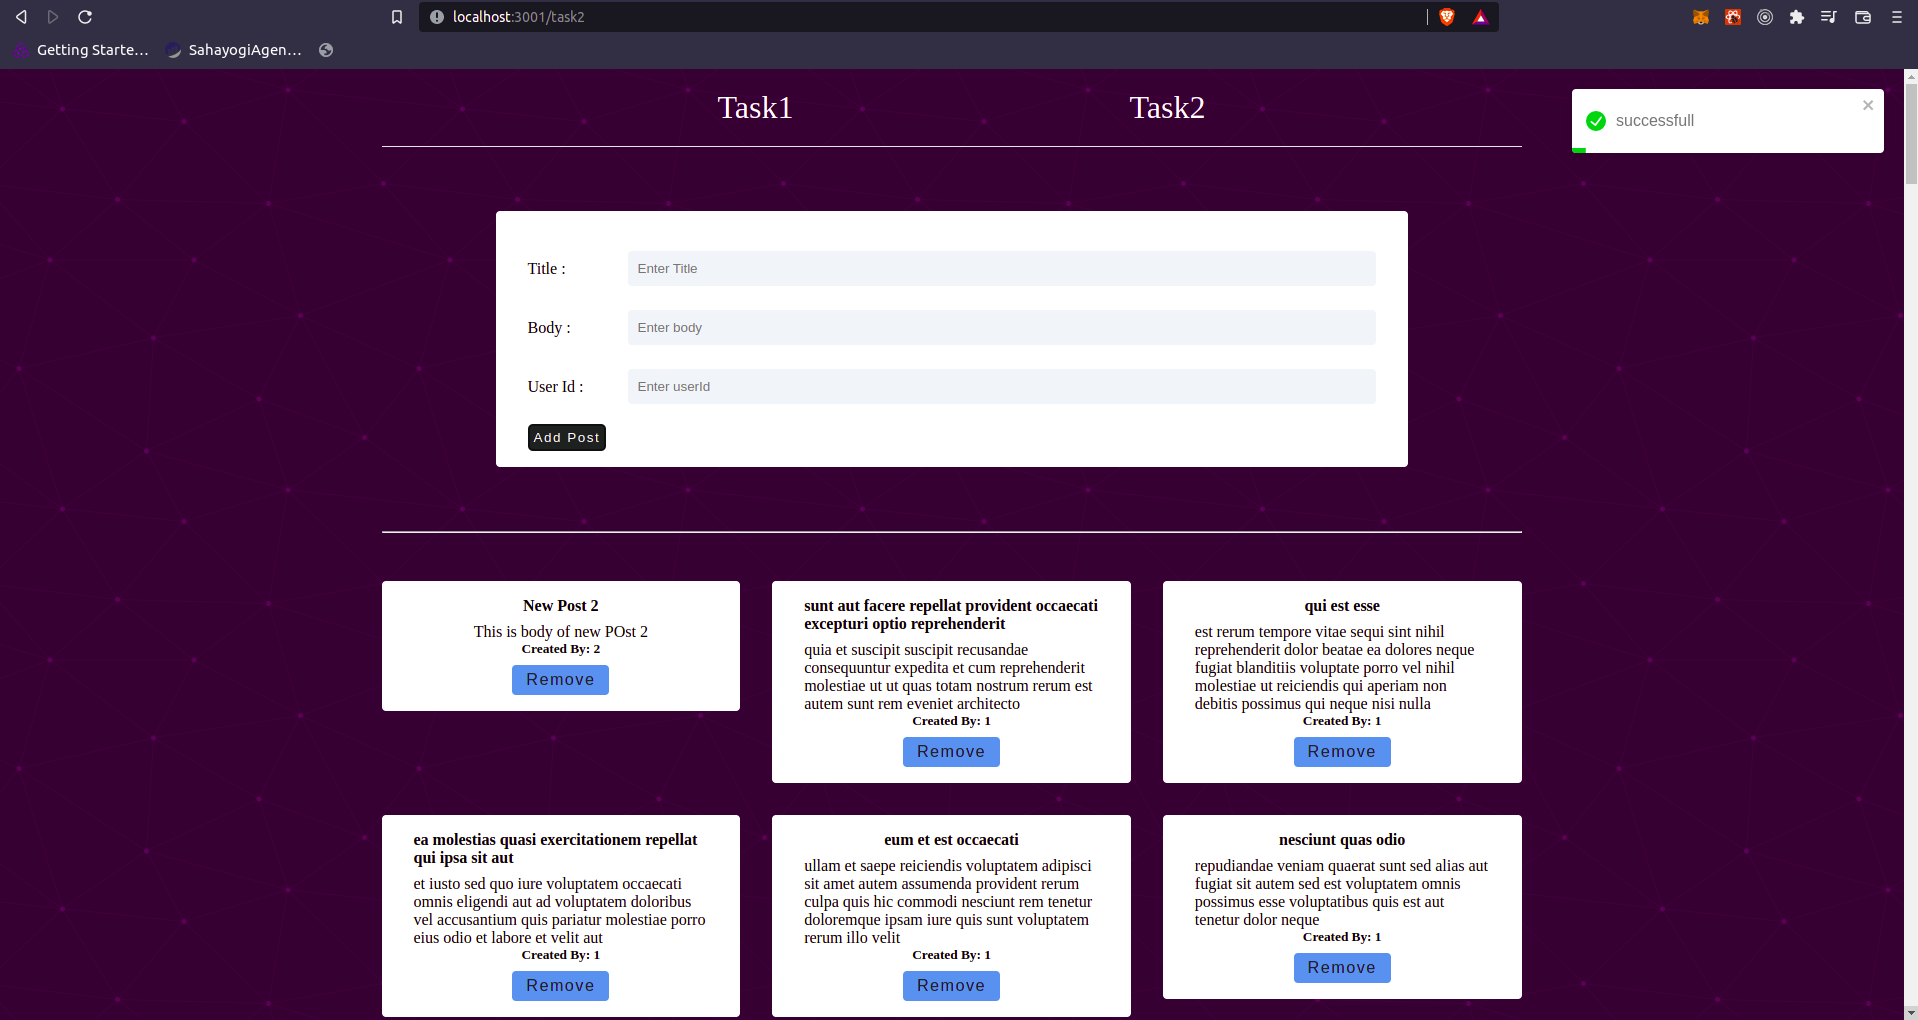 localhost:3001/task2
Getting Starte...
SahayogiAgen...
Task1
Task2
successfull
Title :
Enter Title
Body :
Enter body
User Id :
Enter userId
Add Post
New Post 2
This is body of new POst 2
Created By: 2
Remove
sunt aut facere repellat provident occaecati
excepturi optio reprehenderit
quia et suscipit suscipit recusandae
consequuntur expedita et cum reprehenderit
molestiae ut ut quas totam nostrum rerum est
autem sunt rem eveniet architecto
Created By: 1
Remove
qui est esse
est rerum tempore vitae sequi sint nihil
reprehenderit dolor beatae ea dolores neque
fugiat blanditiis voluptate porro vel nihil
molestiae ut reiciendis qui aperiam non
debitis possimus qui neque nisi nulla
Created By: 1
Remove
ea molestias quasi exercitationem repellat
qui ipsa sit aut
et iusto sed quo iure voluptatem occaecati
omnis eligendi aut ad voluptatem doloribus
vel accusantium quis pariatur molestiae porro
eius odio et labore et velit aut
Created By: 1
Remove
eum et est occaecati
ullam et saepe reiciendis voluptatem adipisci
sit amet autem assumenda provident rerum
culpa quis hic commodi nesciunt rem tenetur
doloremque ipsam iure quis sunt voluptatem
rerum illo velit
Created By: 1
Remove
nesciunt quas odio
repudiandae veniam quaerat sunt sed alias aut
fugiat sit autem sed est voluptatem omnis
possimus esse voluptatibus quis est aut
tenetur dolor neque
Created By: 1
Remove